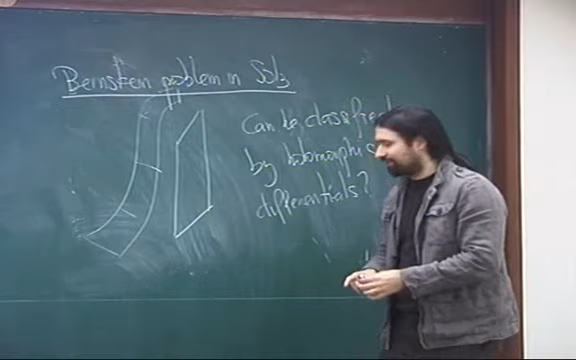 Bernstein problem in Sol3
Can be classified
by holomorphic
differentials?